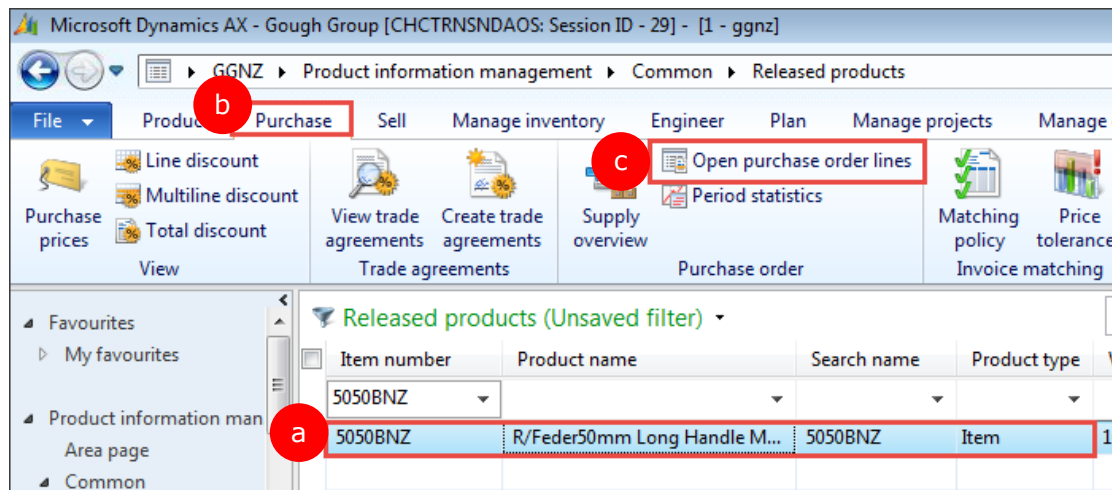 Microsoft Dynamics AX - Gough Group [CHCTRNSNDAOS: Session ID - 29] - [1 - ggnz]
GGNZ Product information management Common Released products
b
File Produc Purchase Sell Manage inventory Engineer Plan Manage projects Manage
Line discount
Multiline discount
Total discount
Purchase prices
View trade agreements
Create trade agreements
Supply overview
c
Open purchase order lines
Period statistics
Matching policy
Price toleranc
View Trade agreements Purchase order Invoice matching
Favourites
My favourites
Product information man
Area page
Common
Released products (Unsaved filter)
Item number Product name Search name Product type
5050BNZ
a
5050BNZ R/Feder50mm Long Handle M... 5050BNZ Item 1